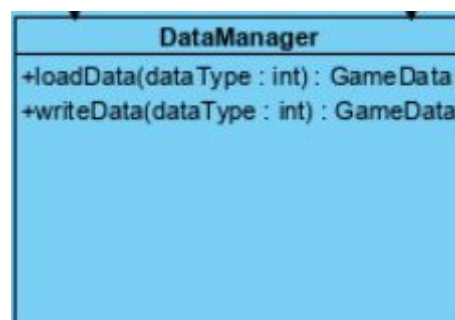 DataManager
+loadData(dataType : int) : GameData
+writeData(dataType : int) : GameData